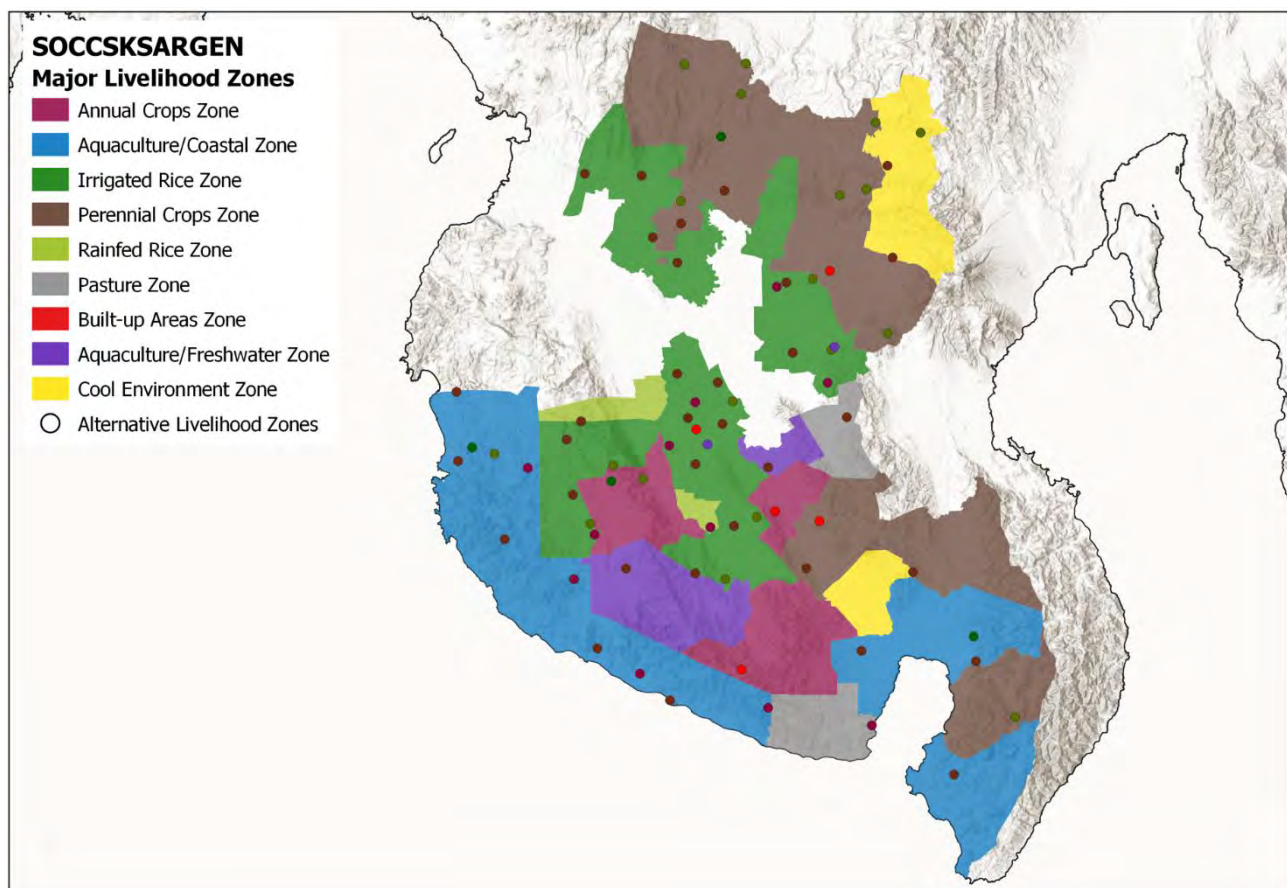 SOCCSKSARGEN
Major Livelihood Zones
Annual Crops Zone
Aquaculture/Coastal Zone
Irrigated Rice Zone
Perennial Crops Zone
Rainfed Rice Zone
Pasture Zone
Built-up Areas Zone
Aquaculture/Freshwater Zone
Cool Environment Zone
Alternative Livelihood Zones